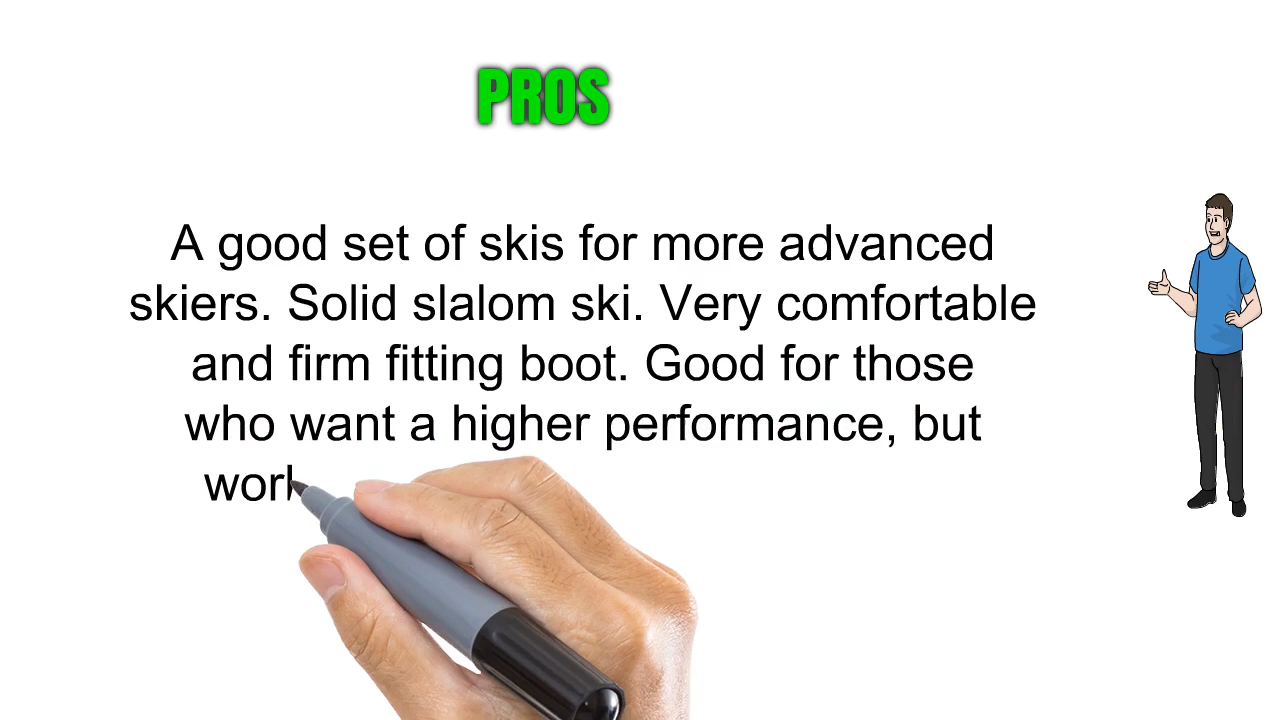 PROS
A good set of skis for more advanced
skiers. Solid slalom ski. Very comfortable
and firm fitting boot. Good for those
who want a higher performance, but